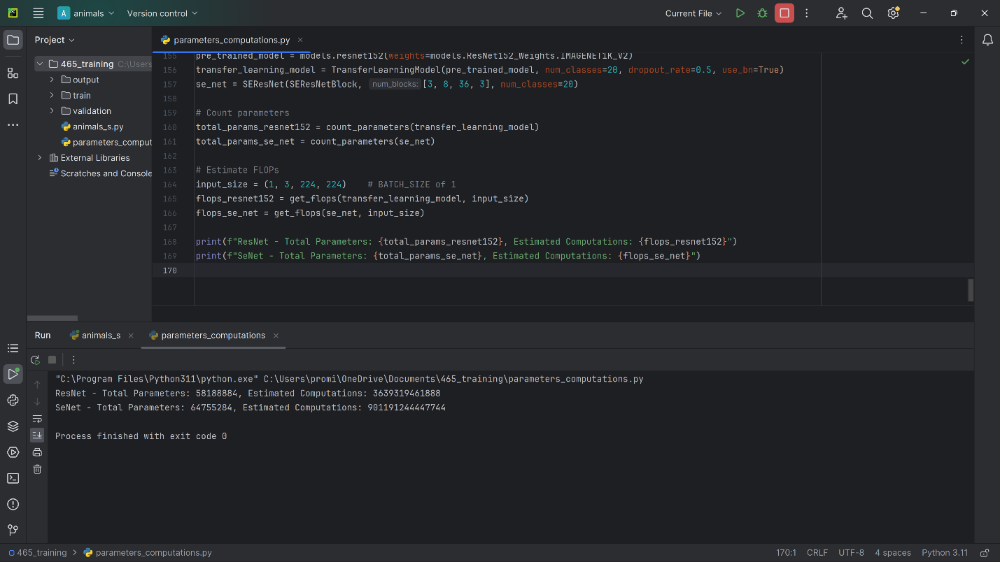 PC
A animals
Version control
Current File
Project
parameters_computations.py
465_training C:\Users
output
train
validation
animals_s.py
parameters_comput
External Libraries
Scratches and Console
155 pre_trained_model = models.resnet152(weights=models.ResNet152_Weights.IMAGENET1K_V2)
156 transfer_learning_model = TransferLearningModel(pre_trained_model, num_classes=20, dropout_rate=0.5, use_bn=True)
157 se_net = SEResNet(SEResNetBlock, num_blocks: [3, 8, 36, 3], num_classes=20)
158
159 # Count parameters
160 total_params_resnet152 = count_parameters(transfer_learning_model)
161 total_params_se_net = count_parameters(se_net)
162
163 # Estimate FLOPs
164 input_size = (1, 3, 224, 224)    # BATCH_SIZE of 1
165 flops_resnet152 = get_flops(transfer_learning_model, input_size)
166 flops_se_net = get_flops(se_net, input_size)
167
168 print(f"ResNet - Total Parameters: {total_params_resnet152}, Estimated Computations: {flops_resnet152}")
169 print(f"SeNet - Total Parameters: {total_params_se_net}, Estimated Computations: {flops_se_net}")
170
Run animals_s parameters_computations
"C:\Program Files\Python311\python.exe" C:\Users\promi\OneDrive\Documents\465_training\parameters_computations.py
ResNet - Total Parameters: 58188884, Estimated Computations: 3639319461888
SeNet - Total Parameters: 64755284, Estimated Computations: 901191244447744
Process finished with exit code 0
465_training > parameters_computations.py
170:1 CRLF UTF-8 4 spaces Python 3.11